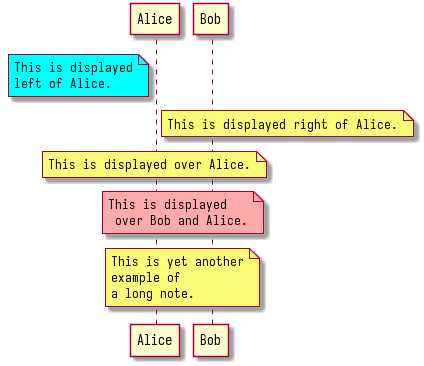 Alice
Bob
This is displayed
left of Alice.
This is displayed right of Alice.
This is displayed over Alice.
This is displayed
over Bob and Alice.
This is yet another
example of
a long note.
Alice
Bob